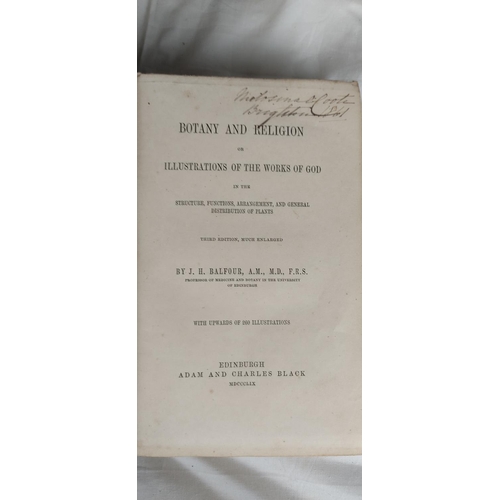 Brighton
BOTANY AND RELIGION
OR
ILLUSTRATIONS OF THE WORKS OF GOD
IN THE
STRUCTURE, FUNCTIONS, ARRANGEMENT, AND GENERAL
DISTRIBUTION OF PLANTS
THIRD EDITION, MUCH ENLARGED
BY J. H. BALFOUR, A.M., M.D., F.R.S.
PROFESSOR OF MEDICINE AND BOTANY IN THE UNIVERSITY
OF EDINBURGH
WITH UPWARDS OF 260 ILLUSTRATIONS
EDINBURGH
ADAM AND CHARLES BLACK
MDCCCLIX